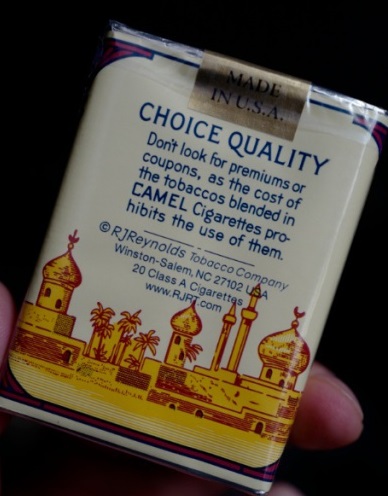 MADE
IN U.S.A.
CHOICE QUALITY
Don't look for premiums or
coupons, as the cost of
the tobaccos blended in
CAMEL Cigarettes pro-
hibits the use of them.
© RJReynolds Tobacco Company
Winston-Salem, NC 27102 USA
20 Class A Cigarettes
www.RJRT.com